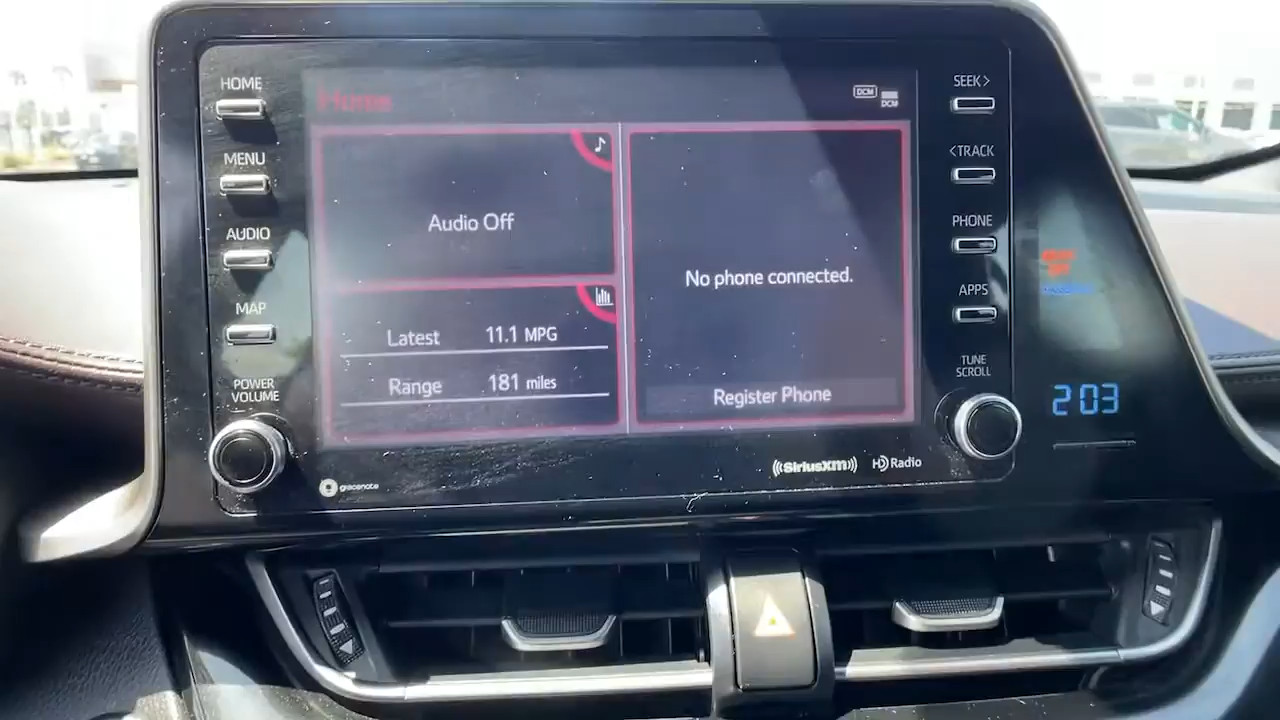 HOME
MENU
AUDIO
MAP
POWER
VOLUME
Home
DCM
DCM
Audio Off
Latest 11.1 MPG
Range 181 miles
No phone connected.
Register Phone
SEEK>
<TRACK
PHONE
APPS
TUNE
SCROLL
203
gracenote
((SiriusXM))
HD Radio